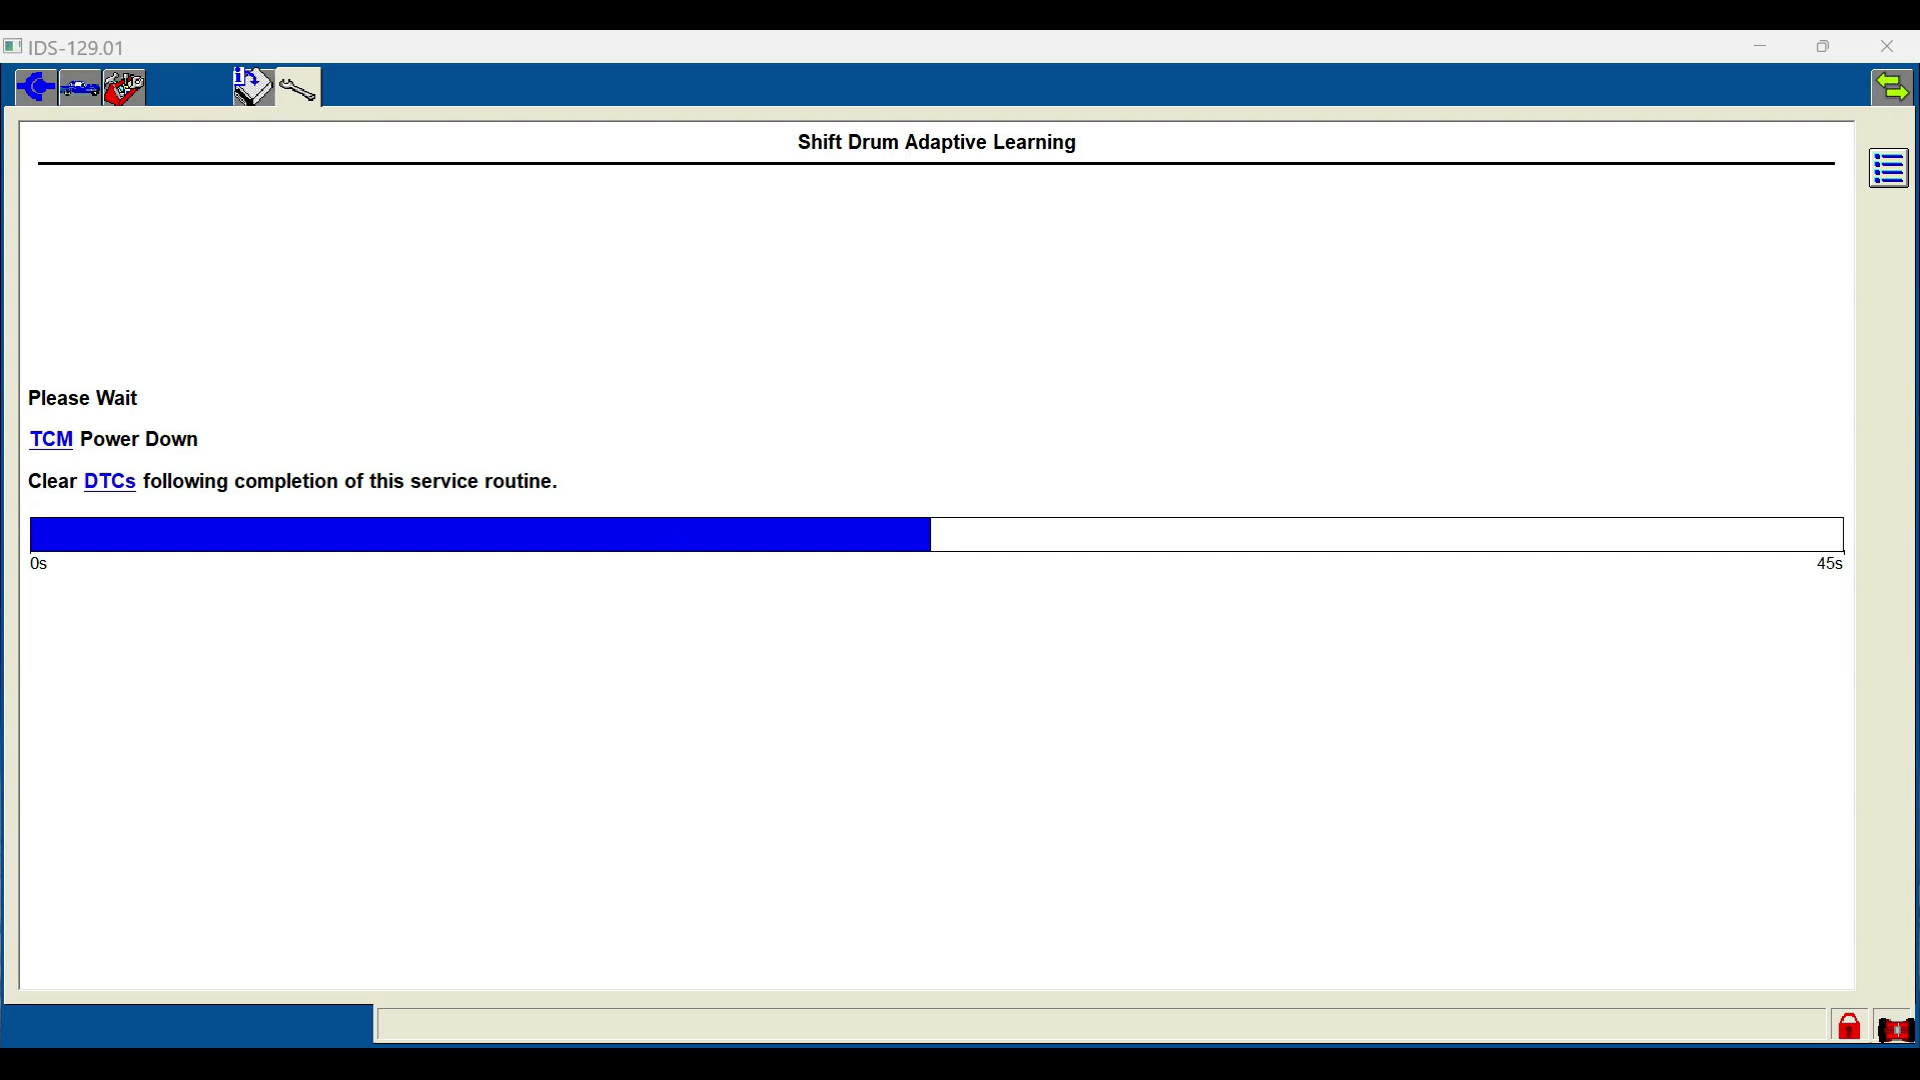 IDS-129.01
i
Shift Drum Adaptive Learning
Please Wait
TCM Power Down
Clear DTCs following completion of this service routine.
0s 45s